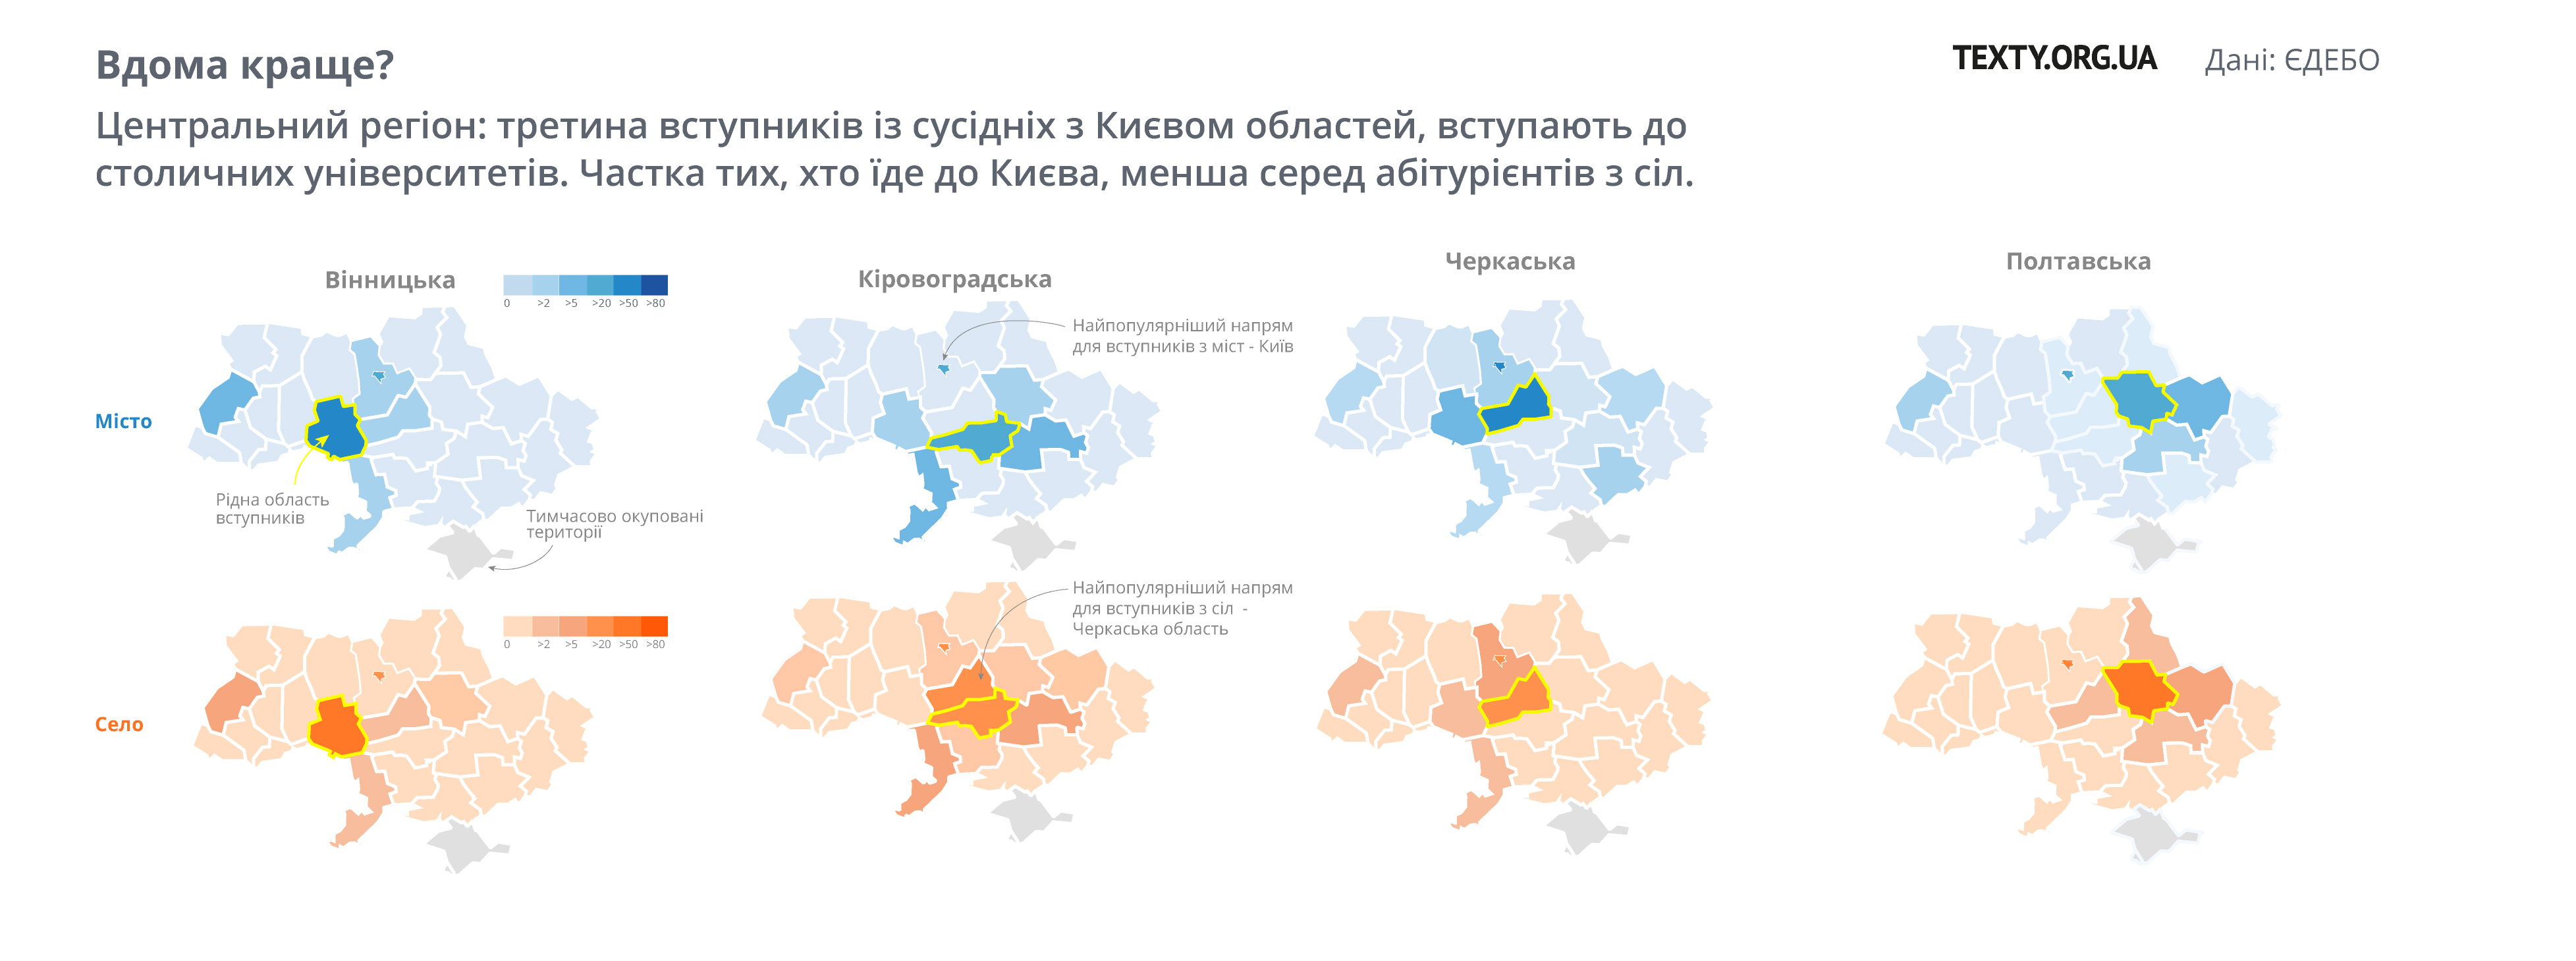 Вдома краще?
TEXTY.ORG.UA
Дані: ЄДЕБО
Центральний регіон: третина вступників із сусідніх з Києвом областей, вступають до
столичних університетів. Частка тих, хто їде до Києва, менша серед абітурієнтів з сіл.
Вінницька
Кіровоградська
Черкаська
Полтавська
0 >2 >5 >20 >50 >80
Найпопулярніший напрям
для вступників з міст - Київ
Місто
Рідна область
вступників
Тимчасово окуповані
території
Найпопулярніший напрям
для вступників з сіл -
Черкаська область
0 >2 >5 >20 >50 >80
Село